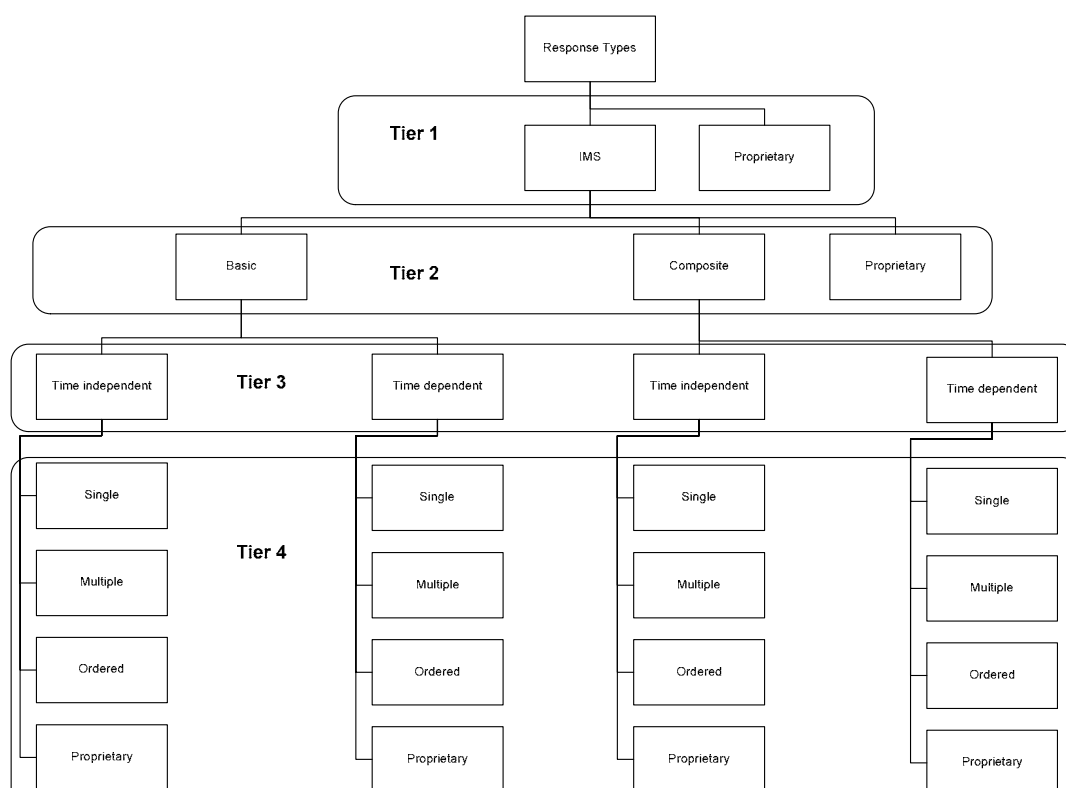 Response Types
Tier 1
IMS
Proprietary
Basic
Tier 2
Composite
Proprietary
Time independent
Tier 3
Time dependent
Time independent
Time dependent
Single
Single
Single
Single
Tier 4
Multiple
Multiple
Multiple
Multiple
Ordered
Ordered
Ordered
Ordered
Proprietary
Proprietary
Proprietary
Proprietary